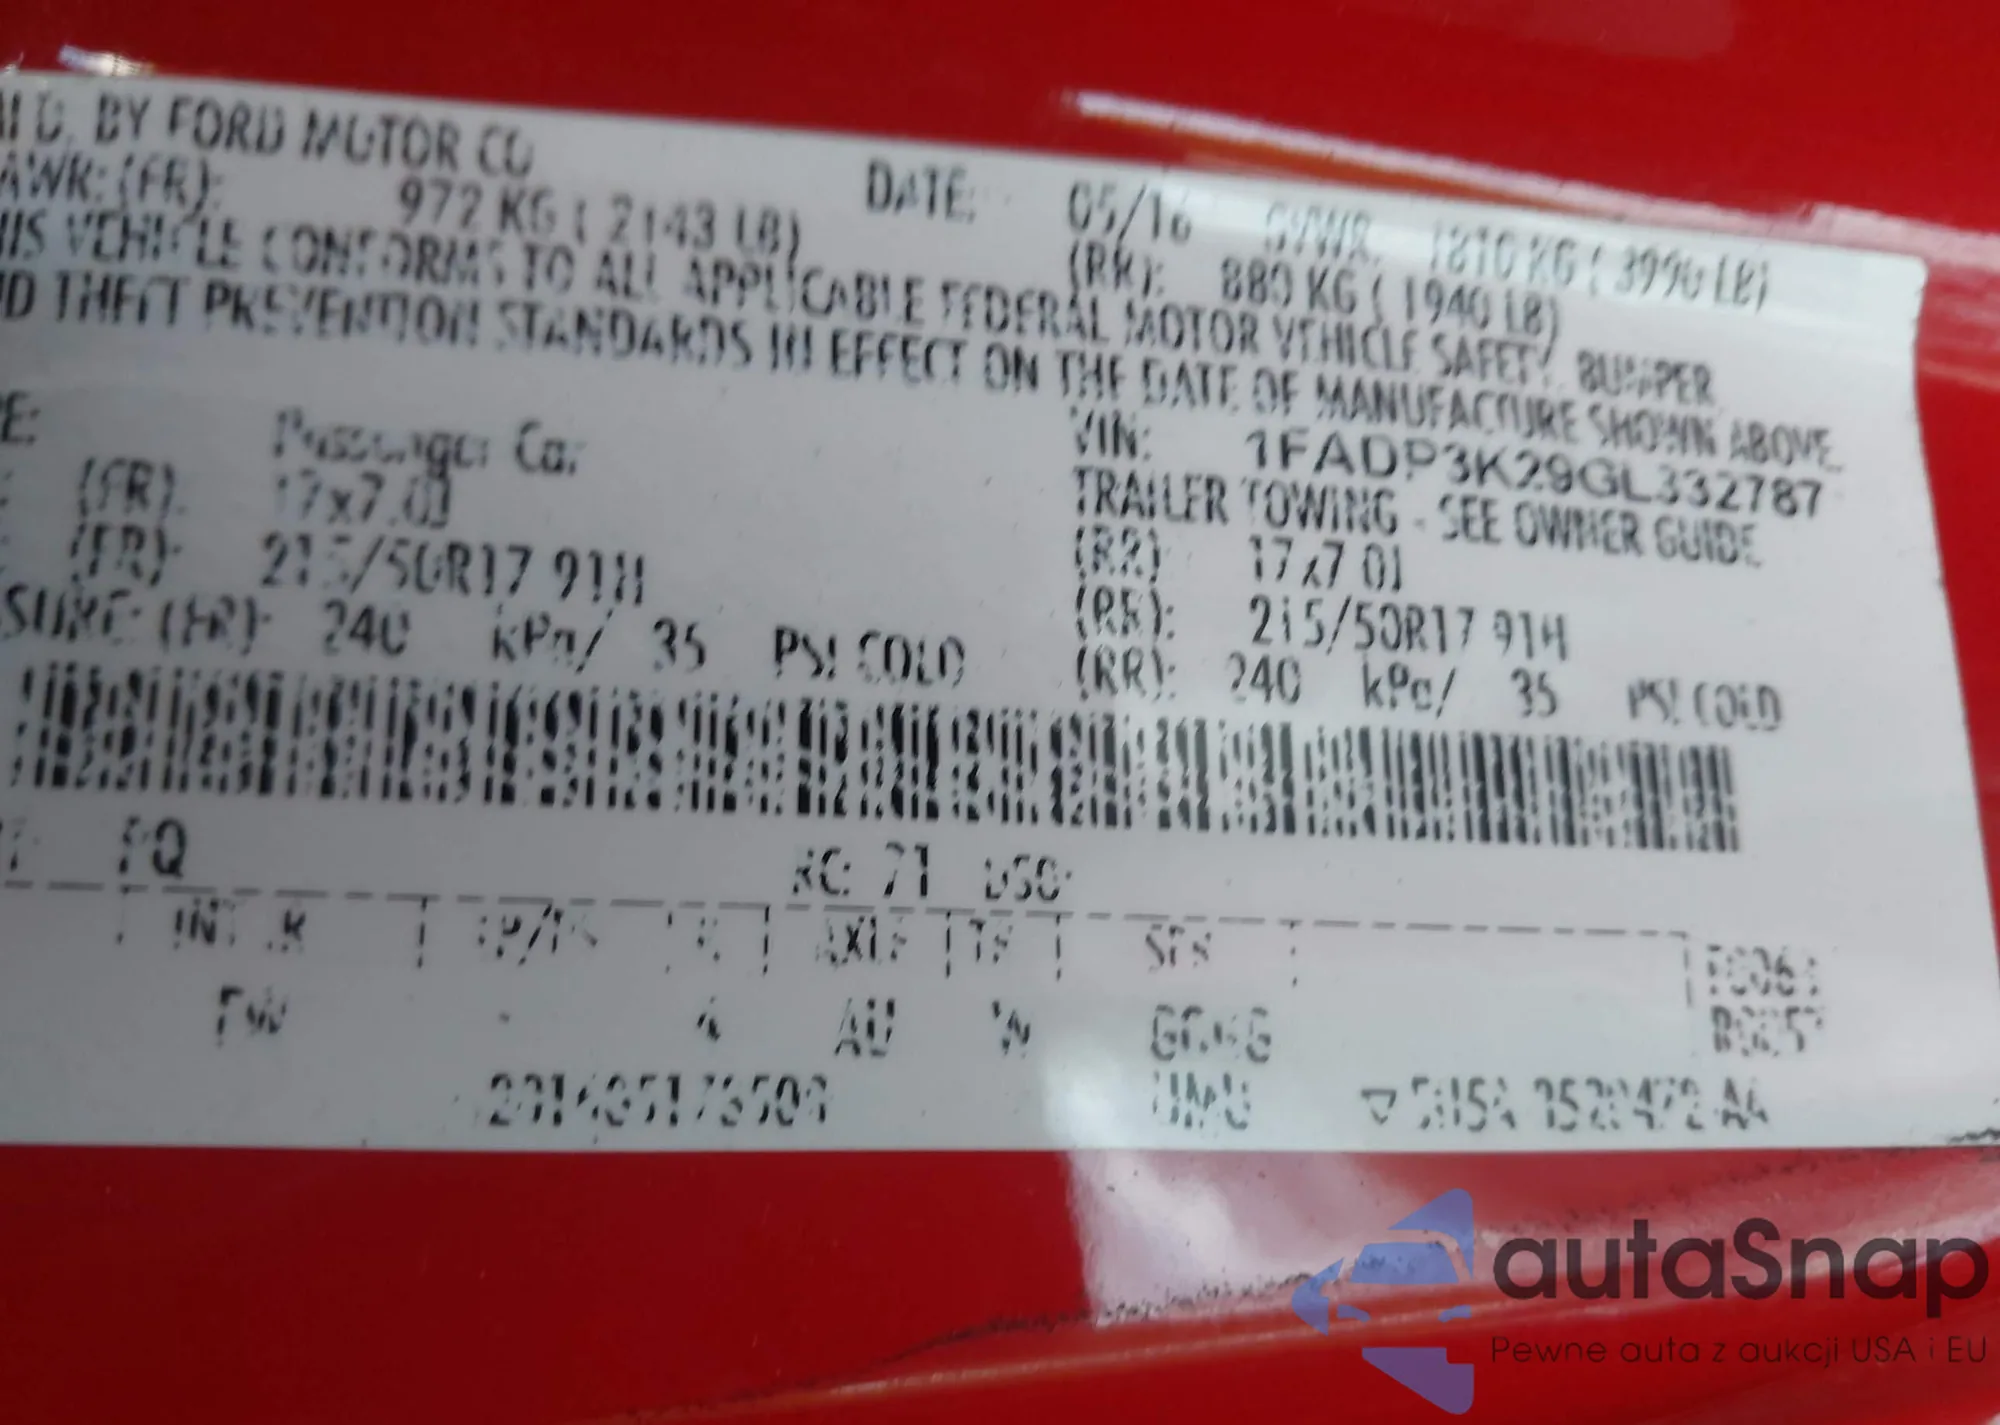 BY FORD MOTOR CO
DATE: 05/16 GVWR: 1810 KG ( 3990 LB)
(FR): 972 KG ( 2143 LB) (RR): 880 KG ( 1940 LB)
VEHICLE CONFORMS TO ALL APPLICABLE FEDERAL MOTOR VEHICLE SAFETY, BUMPER
THEFT PREVENTION STANDARDS IN EFFECT ON THE DATE OF MANUFACTURE SHOWN ABOVE.
VIN: 1FADP3K29GL332787
Passenger Car
TRAILER TOWING - SEE OWNER GUIDE
(FR): 17x7.0J (RR): 17x7.0J
(FR): 215/50R17 91H (RR): 215/50R17 91H
(FR): 240 kPa/ 35 PSI COLD (RR): 240 kPa/ 35 PSI COLD
PQ RC: 71 DSO:
AXLE
AU
autaSnap
Pewne auta z aukcji USA i EU